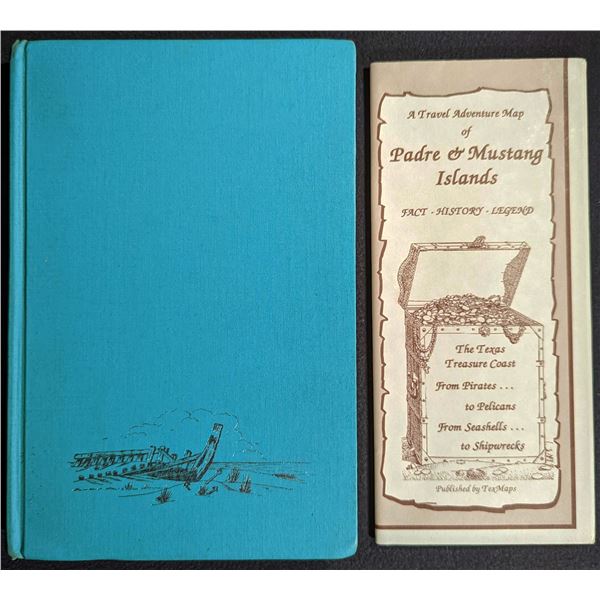 A Travel Adventure Map
of
Padre & Mustang
Islands
FACT - HISTORY - LEGEND
The Texas
Treasure Coast
From Pirates . . .
to Pelicans
From Seashells . . .
to Shipwrecks
Published by TexMaps